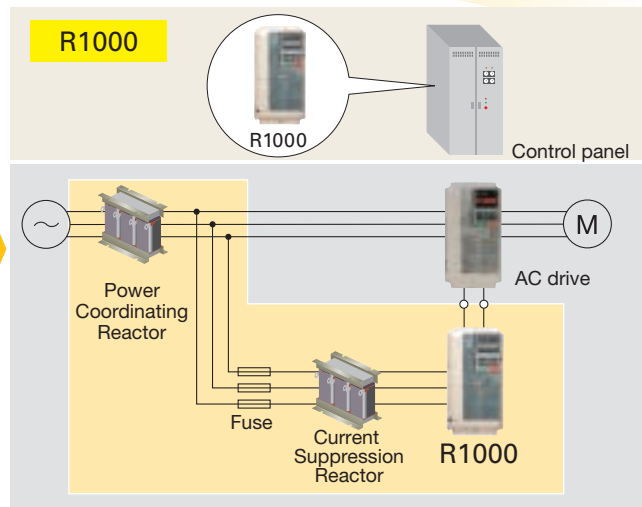 R1000
R1000
Control panel
M
AC drive
Power
Coordinating
Reactor
Fuse
Current
Suppression
Reactor
R1000